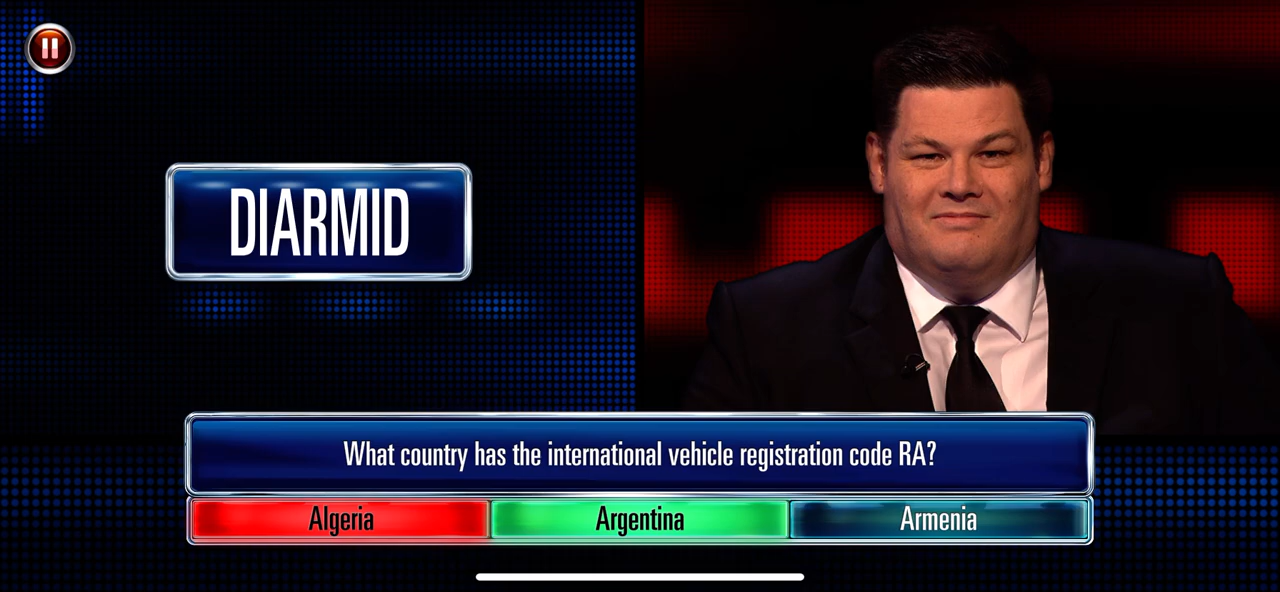 DIARMID
What country has the international vehicle registration code RA?
Algeria
Argentina
Armenia